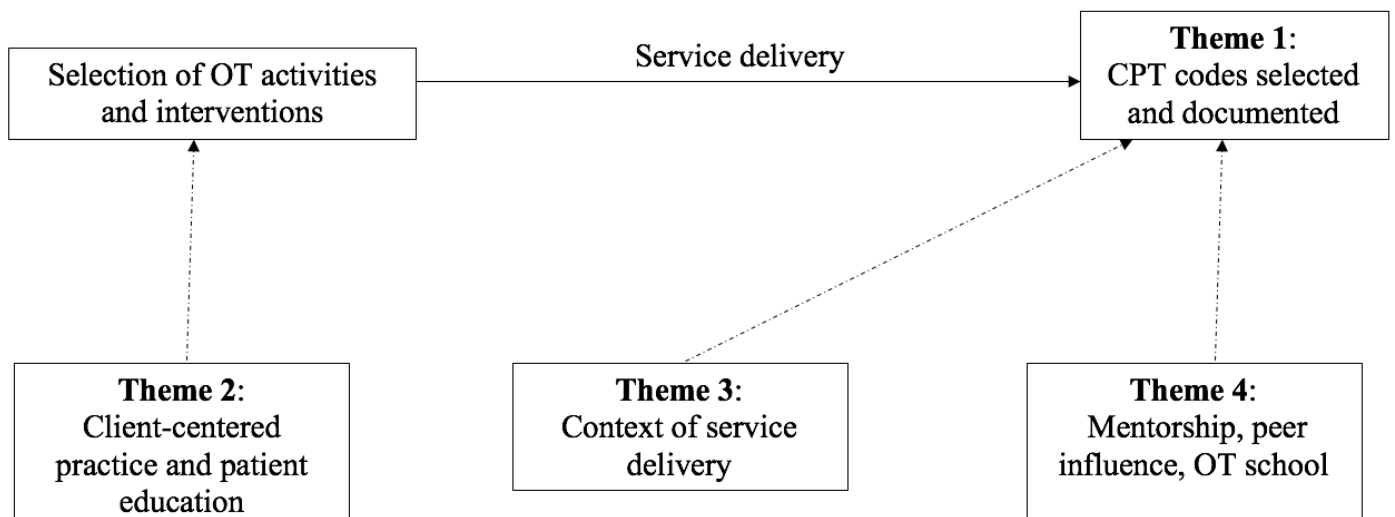 Selection of OT activities
and interventions
Service delivery
Theme 1:
CPT codes selected
and documented
Theme 2:
Client-centered
practice and patient
education
Theme 3:
Context of service
delivery
Theme 4:
Mentorship, peer
influence, OT school